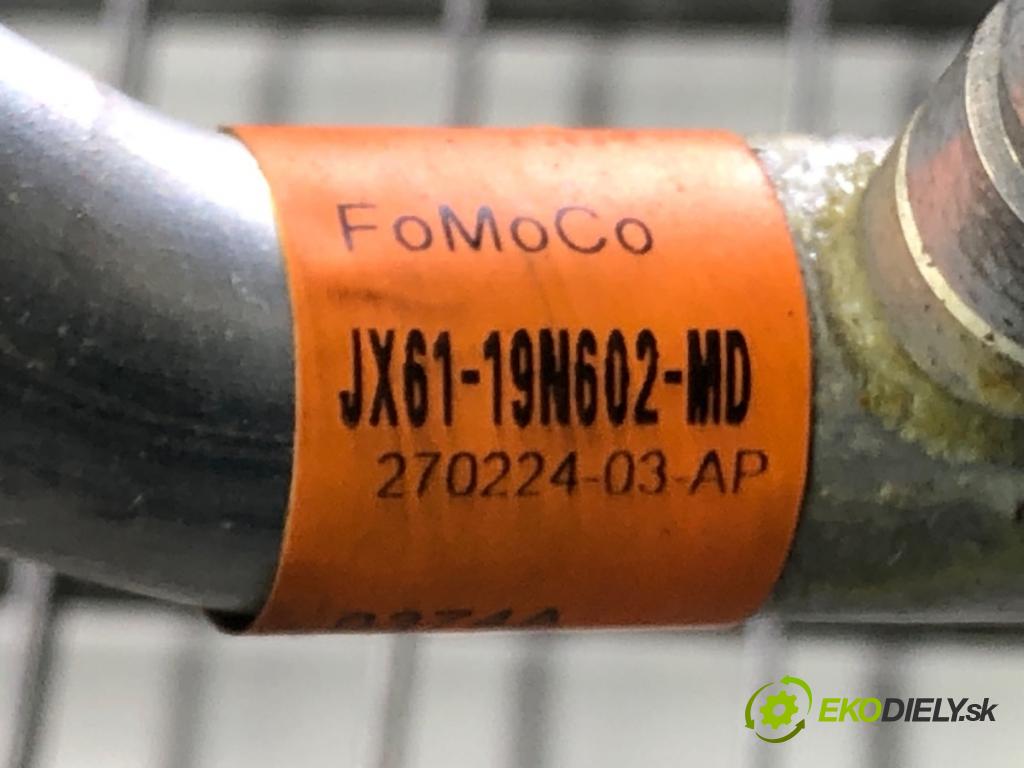 FoMoCo
JX61-19N602-MD
270224-03-AP
EKODIELY.sk